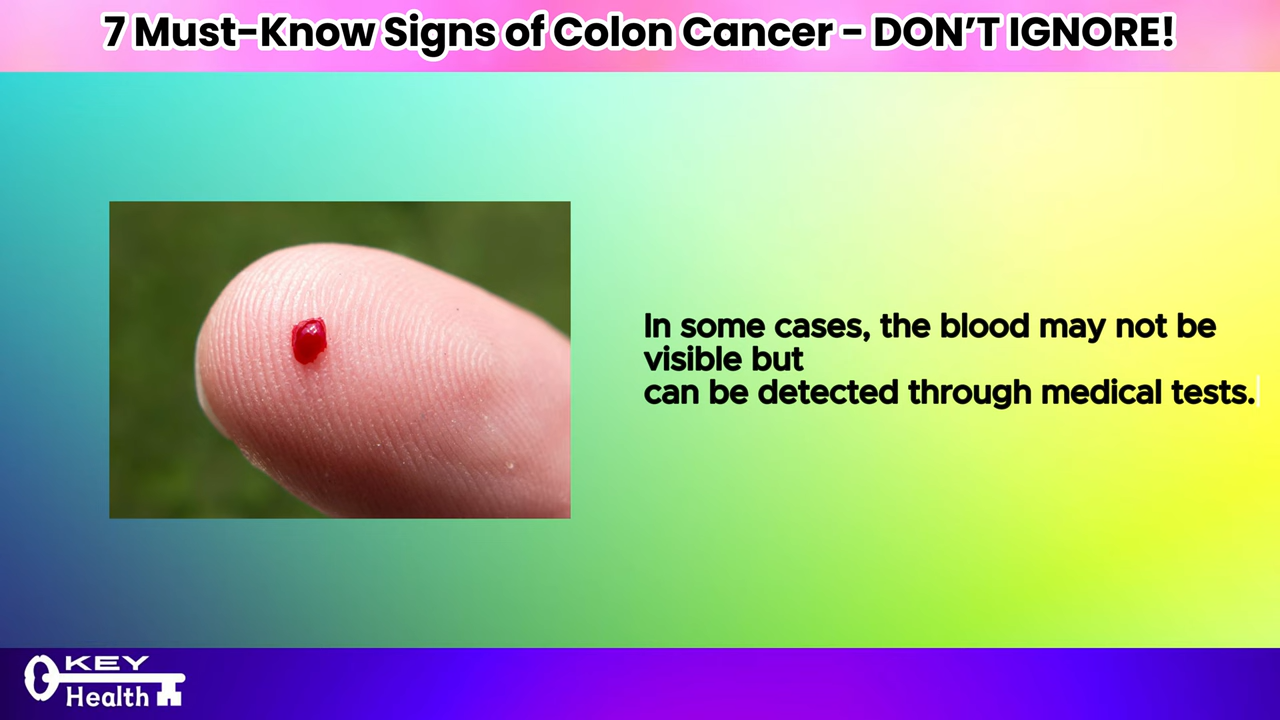 7 Must-Know Signs of Colon Cancer - DON'T IGNORE!
In some cases, the blood may not be
visible but
can be detected through medical tests.
KEY
Health